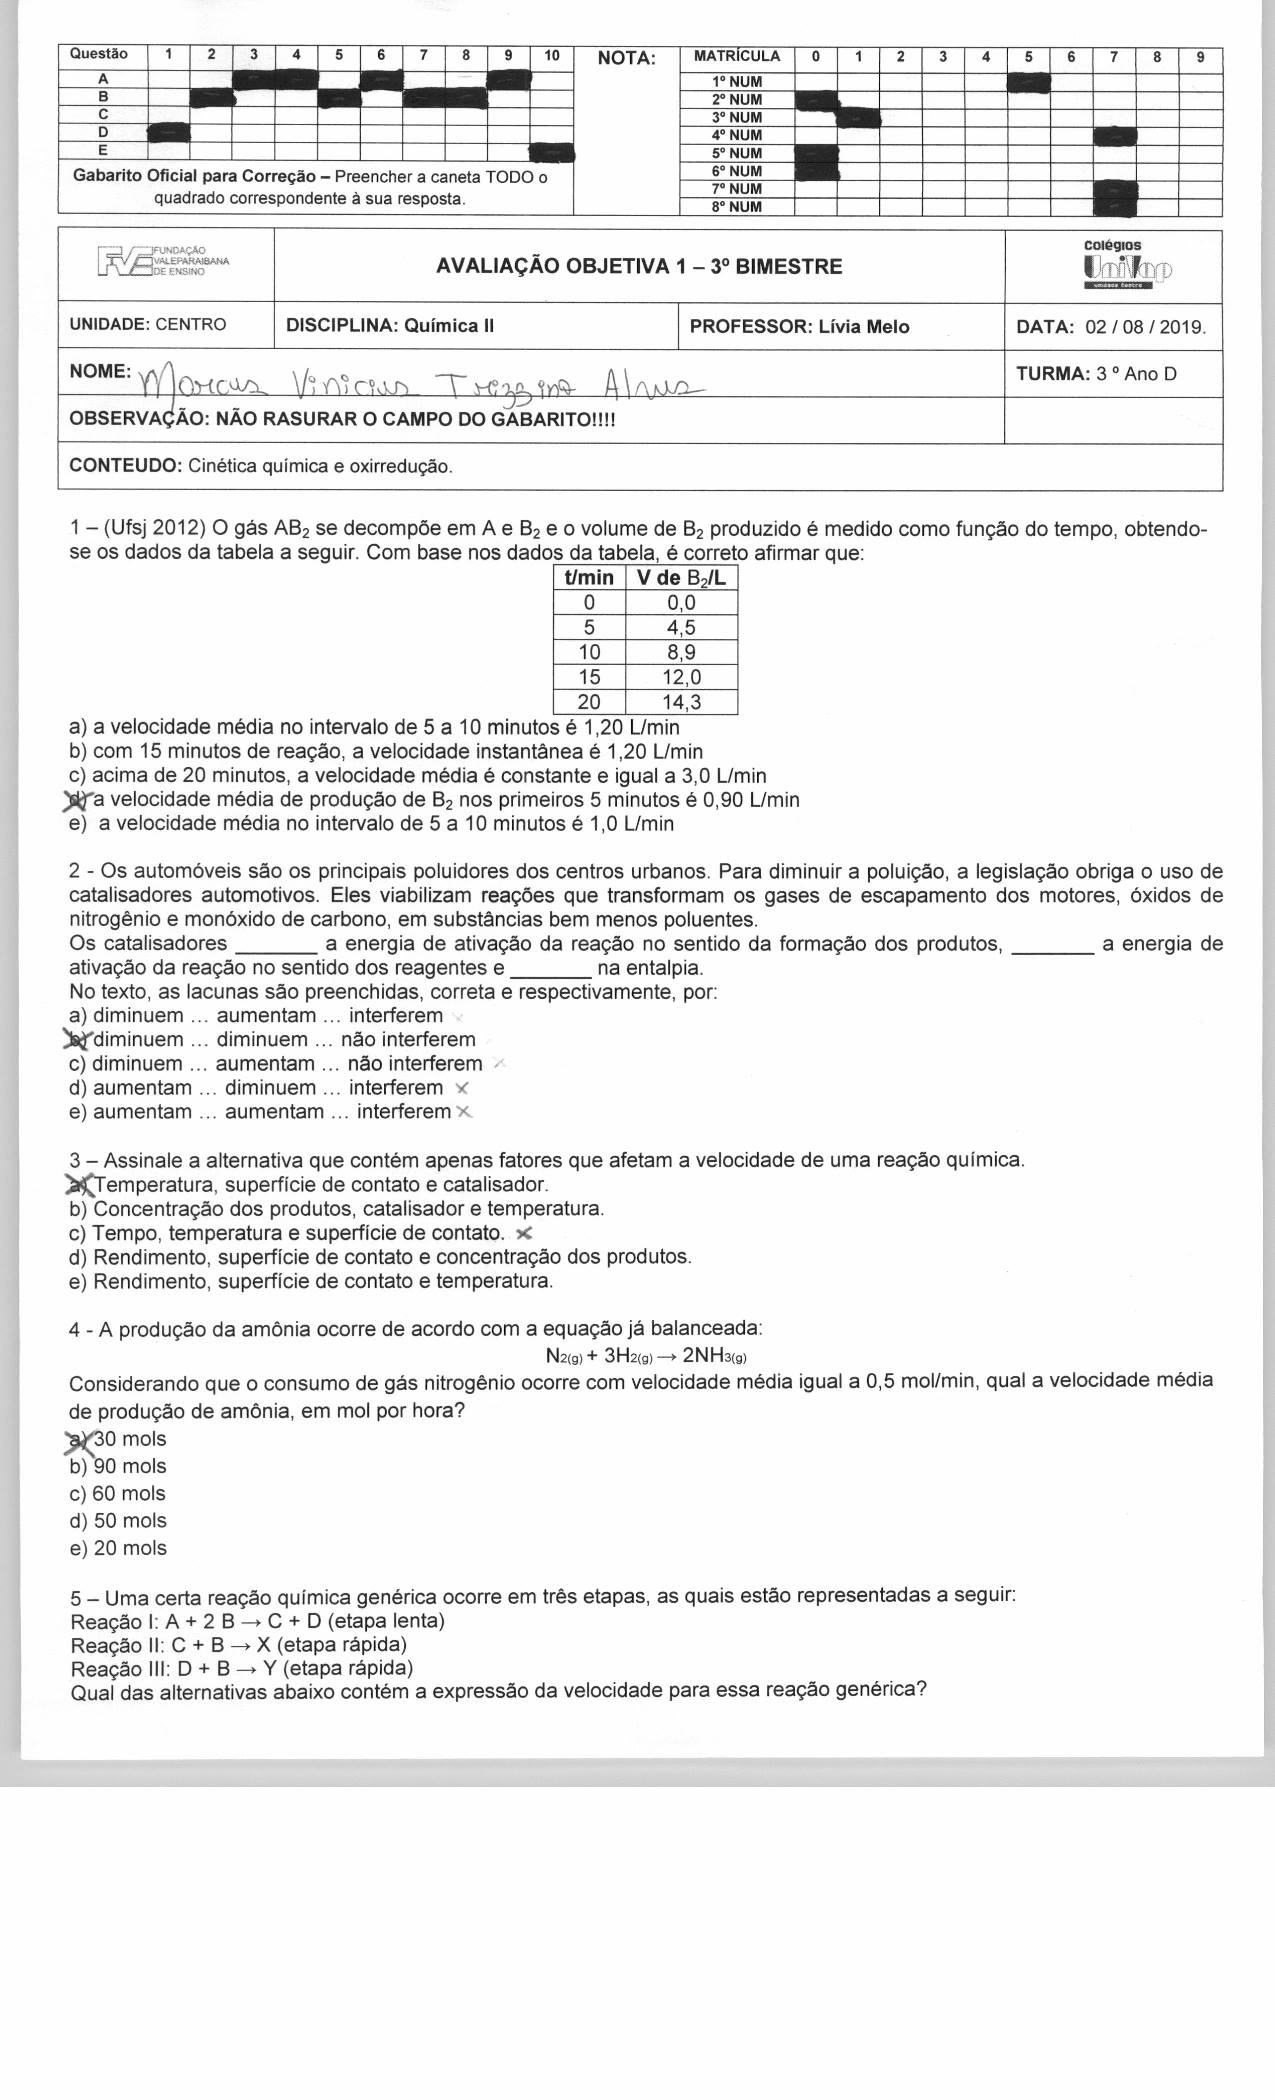 Questão 1 2 3 4 5 6 7 8 9 10 NOTA: MATRÍCULA 0 1 2 3 4 5 6 7 8 9
A
B
C
D
E
1º NUM
2º NUM
3º NUM
4º NUM
5º NUM
6º NUM
7º NUM
8º NUM
Gabarito Oficial para Correção – Preencher a caneta TODO o
quadrado correspondente à sua resposta.
FVE FUNDAÇÃO
VALEPARAIBANA
DE ENSINO
AVALIAÇÃO OBJETIVA 1 – 3º BIMESTRE
Colégios
UniVap
unidade Centro
UNIDADE: CENTRO DISCIPLINA: Química II PROFESSOR: Lívia Melo DATA: 02 / 08 / 2019.
NOME: Marcus Vinicius Trezzino Alves TURMA: 3 º Ano D
OBSERVAÇÃO: NÃO RASURAR O CAMPO DO GABARITO!!!!
CONTEUDO: Cinética química e oxirredução.
1 – (Ufsj 2012) O gás AB₂ se decompõe em A e B₂ e o volume de B₂ produzido é medido como função do tempo, obtendo-
se os dados da tabela a seguir. Com base nos dados da tabela, é correto afirmar que:
t/min V de B₂/L
0 0,0
5 4,5
10 8,9
15 12,0
20 14,3
a) a velocidade média no intervalo de 5 a 10 minutos é 1,20 L/min
b) com 15 minutos de reação, a velocidade instantânea é 1,20 L/min
c) acima de 20 minutos, a velocidade média é constante e igual a 3,0 L/min
d) a velocidade média de produção de B₂ nos primeiros 5 minutos é 0,90 L/min
e) a velocidade média no intervalo de 5 a 10 minutos é 1,0 L/min
2 - Os automóveis são os principais poluidores dos centros urbanos. Para diminuir a poluição, a legislação obriga o uso de
catalisadores automotivos. Eles viabilizam reações que transformam os gases de escapamento dos motores, óxidos de
nitrogênio e monóxido de carbono, em substâncias bem menos poluentes.
Os catalisadores ________ a energia de ativação da reação no sentido da formação dos produtos, ________ a energia de
ativação da reação no sentido dos reagentes e ________ na entalpia.
No texto, as lacunas são preenchidas, correta e respectivamente, por:
a) diminuem ... aumentam ... interferem
b) diminuem ... diminuem ... não interferem
c) diminuem ... aumentam ... não interferem
d) aumentam ... diminuem ... interferem
e) aumentam ... aumentam ... interferem
3 – Assinale a alternativa que contém apenas fatores que afetam a velocidade de uma reação química.
a) Temperatura, superfície de contato e catalisador.
b) Concentração dos produtos, catalisador e temperatura.
c) Tempo, temperatura e superfície de contato.
d) Rendimento, superfície de contato e concentração dos produtos.
e) Rendimento, superfície de contato e temperatura.
4 - A produção da amônia ocorre de acordo com a equação já balanceada:
N2(g) + 3H2(g) → 2NH3(g)
Considerando que o consumo de gás nitrogênio ocorre com velocidade média igual a 0,5 mol/min, qual a velocidade média
de produção de amônia, em mol por hora?
a) 30 mols
b) 90 mols
c) 60 mols
d) 50 mols
e) 20 mols
5 – Uma certa reação química genérica ocorre em três etapas, as quais estão representadas a seguir:
Reação I: A + 2 B → C + D (etapa lenta)
Reação II: C + B → X (etapa rápida)
Reação III: D + B → Y (etapa rápida)
Qual das alternativas abaixo contém a expressão da velocidade para essa reação genérica?